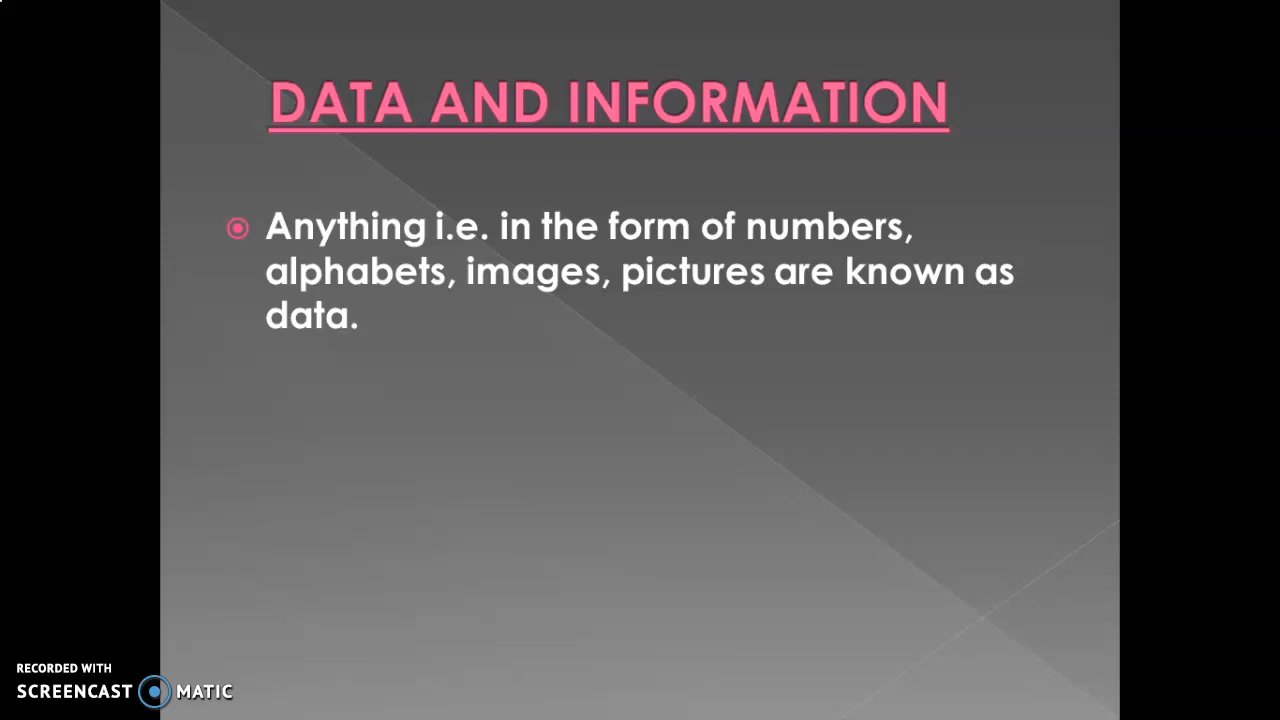 DATA AND INFORMATION
Anything i.e. in the form of numbers,
alphabets, images, pictures are known as
data.
RECORDED WITH
SCREENCAST MATIC